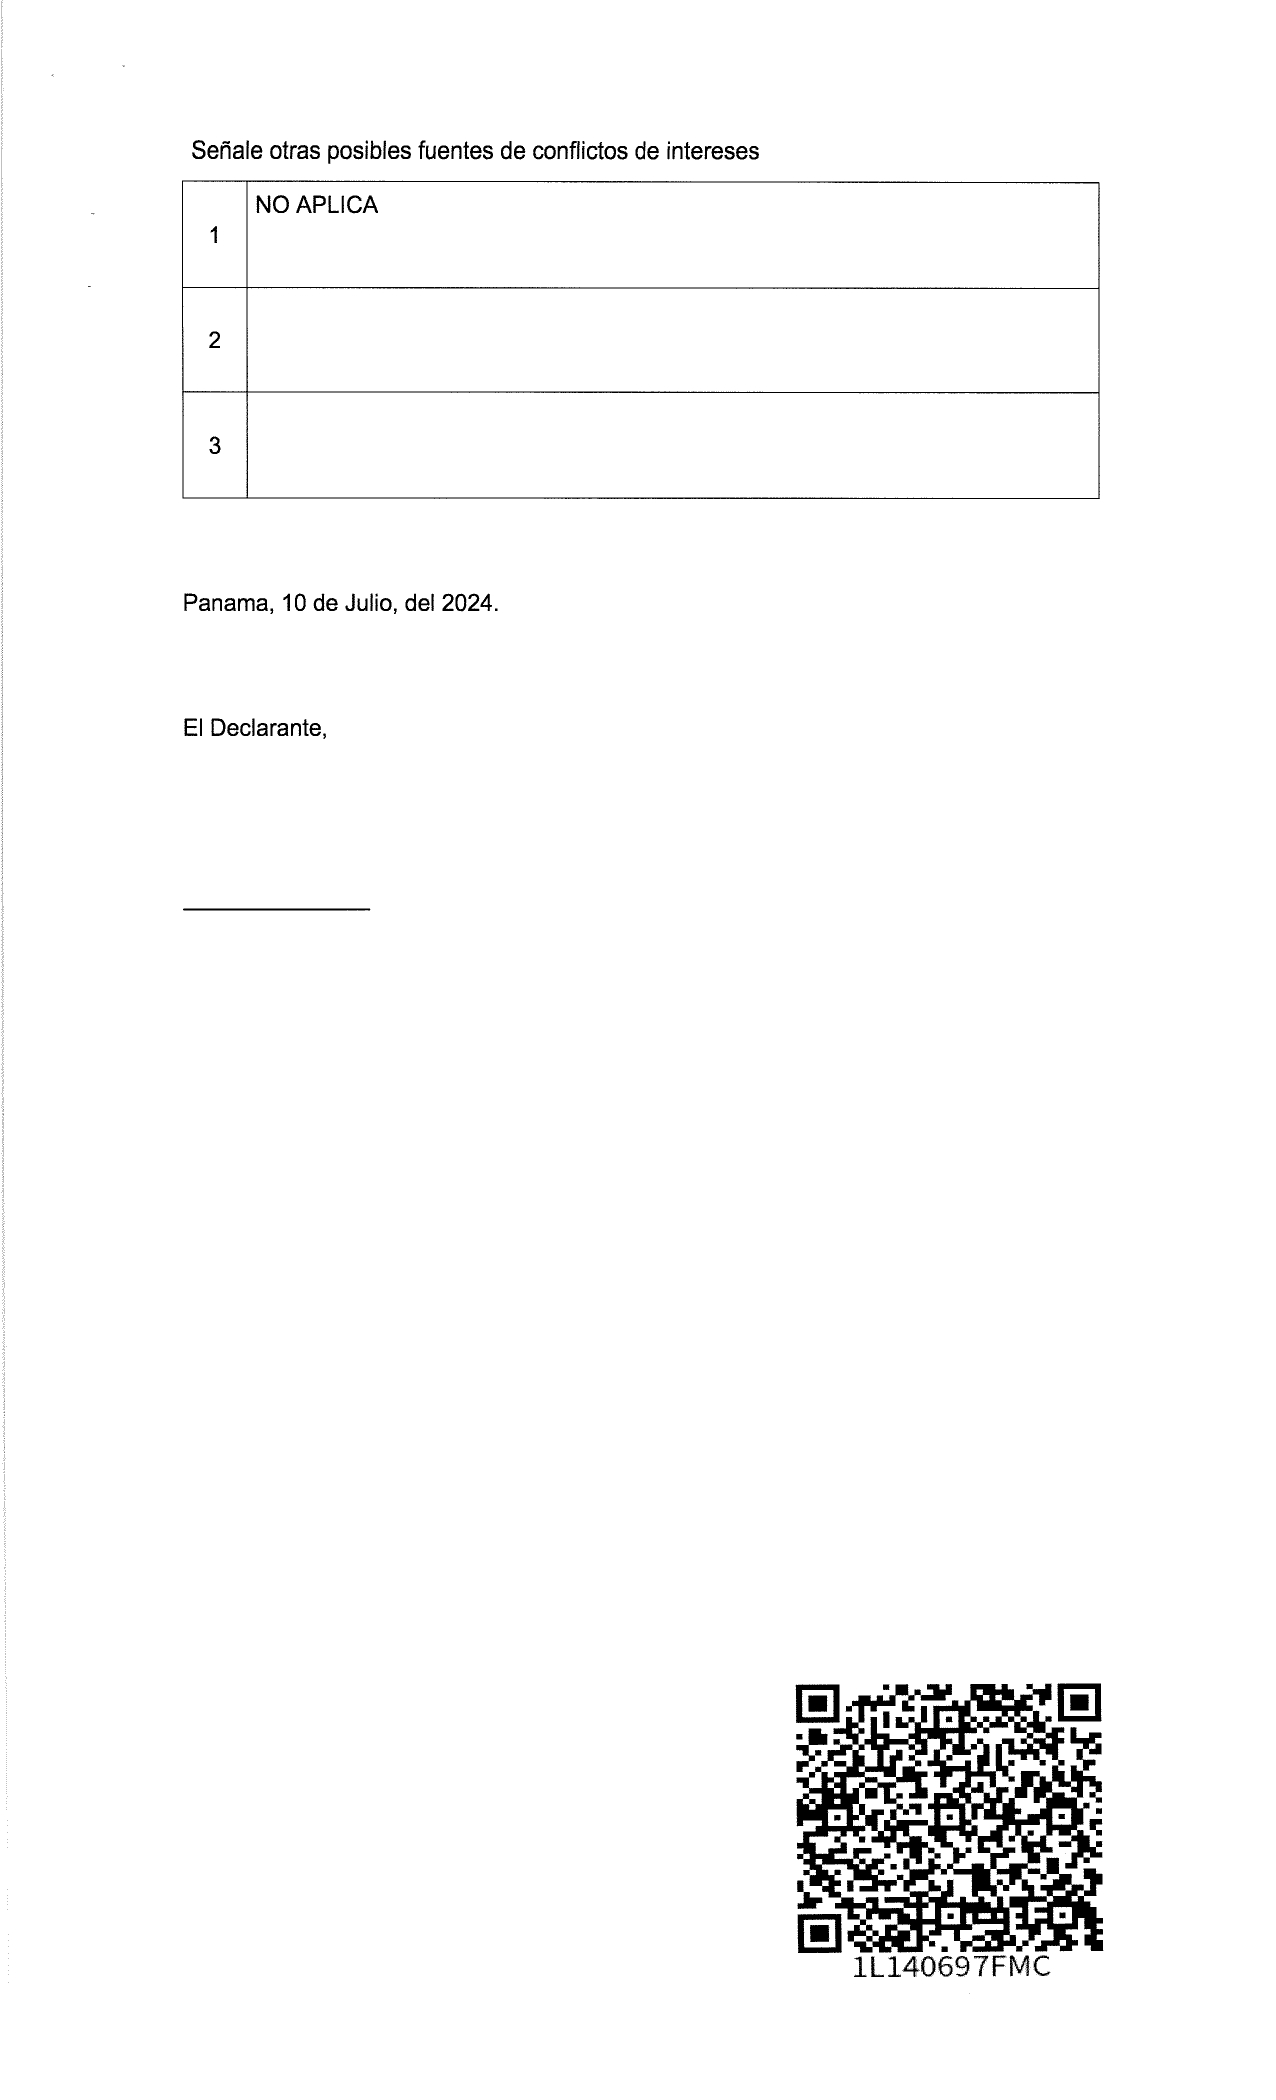 Señale otras posibles fuentes de conflictos de intereses
1 NO APLICA
2
3
Panama, 10 de Julio, del 2024.
El Declarante,
1L140697FMC